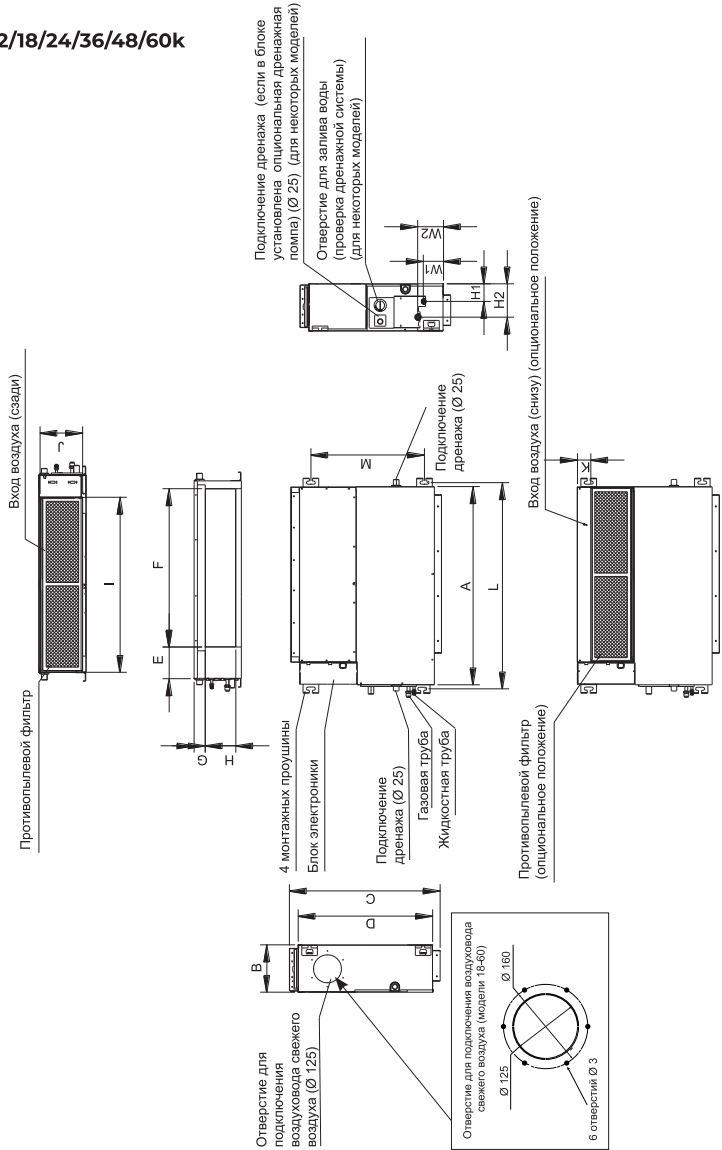 2/18/24/36/48/60k
Подключение дренажа (если в блоке
установлена опциональная дренажная
помпа) (Ø 25) (для некоторых моделей)
Отверстие для залива воды
(проверка дренажной системы)
(для некоторых моделей)
W2
W1
H1
H2
Вход воздуха (сзади)
J
I
Противопылевой фильтр
F
E
G
H
M
Подключение
дренажа (Ø 25)
A
L
4 монтажных проушины
Блок электроники
Подключение
дренажа (Ø 25)
Газовая труба
Жидкостная труба
Вход воздуха (снизу) (опциональное положение)
K
Противопылевой фильтр
(опциональное положение)
C
D
B
Отверстие для
подключения
воздуховода свежего
воздуха (Ø 125)
Отверстие для подключения воздуховода
свежего воздуха (модели 18-60)
Ø 160
Ø 125
6 отверстий Ø 3